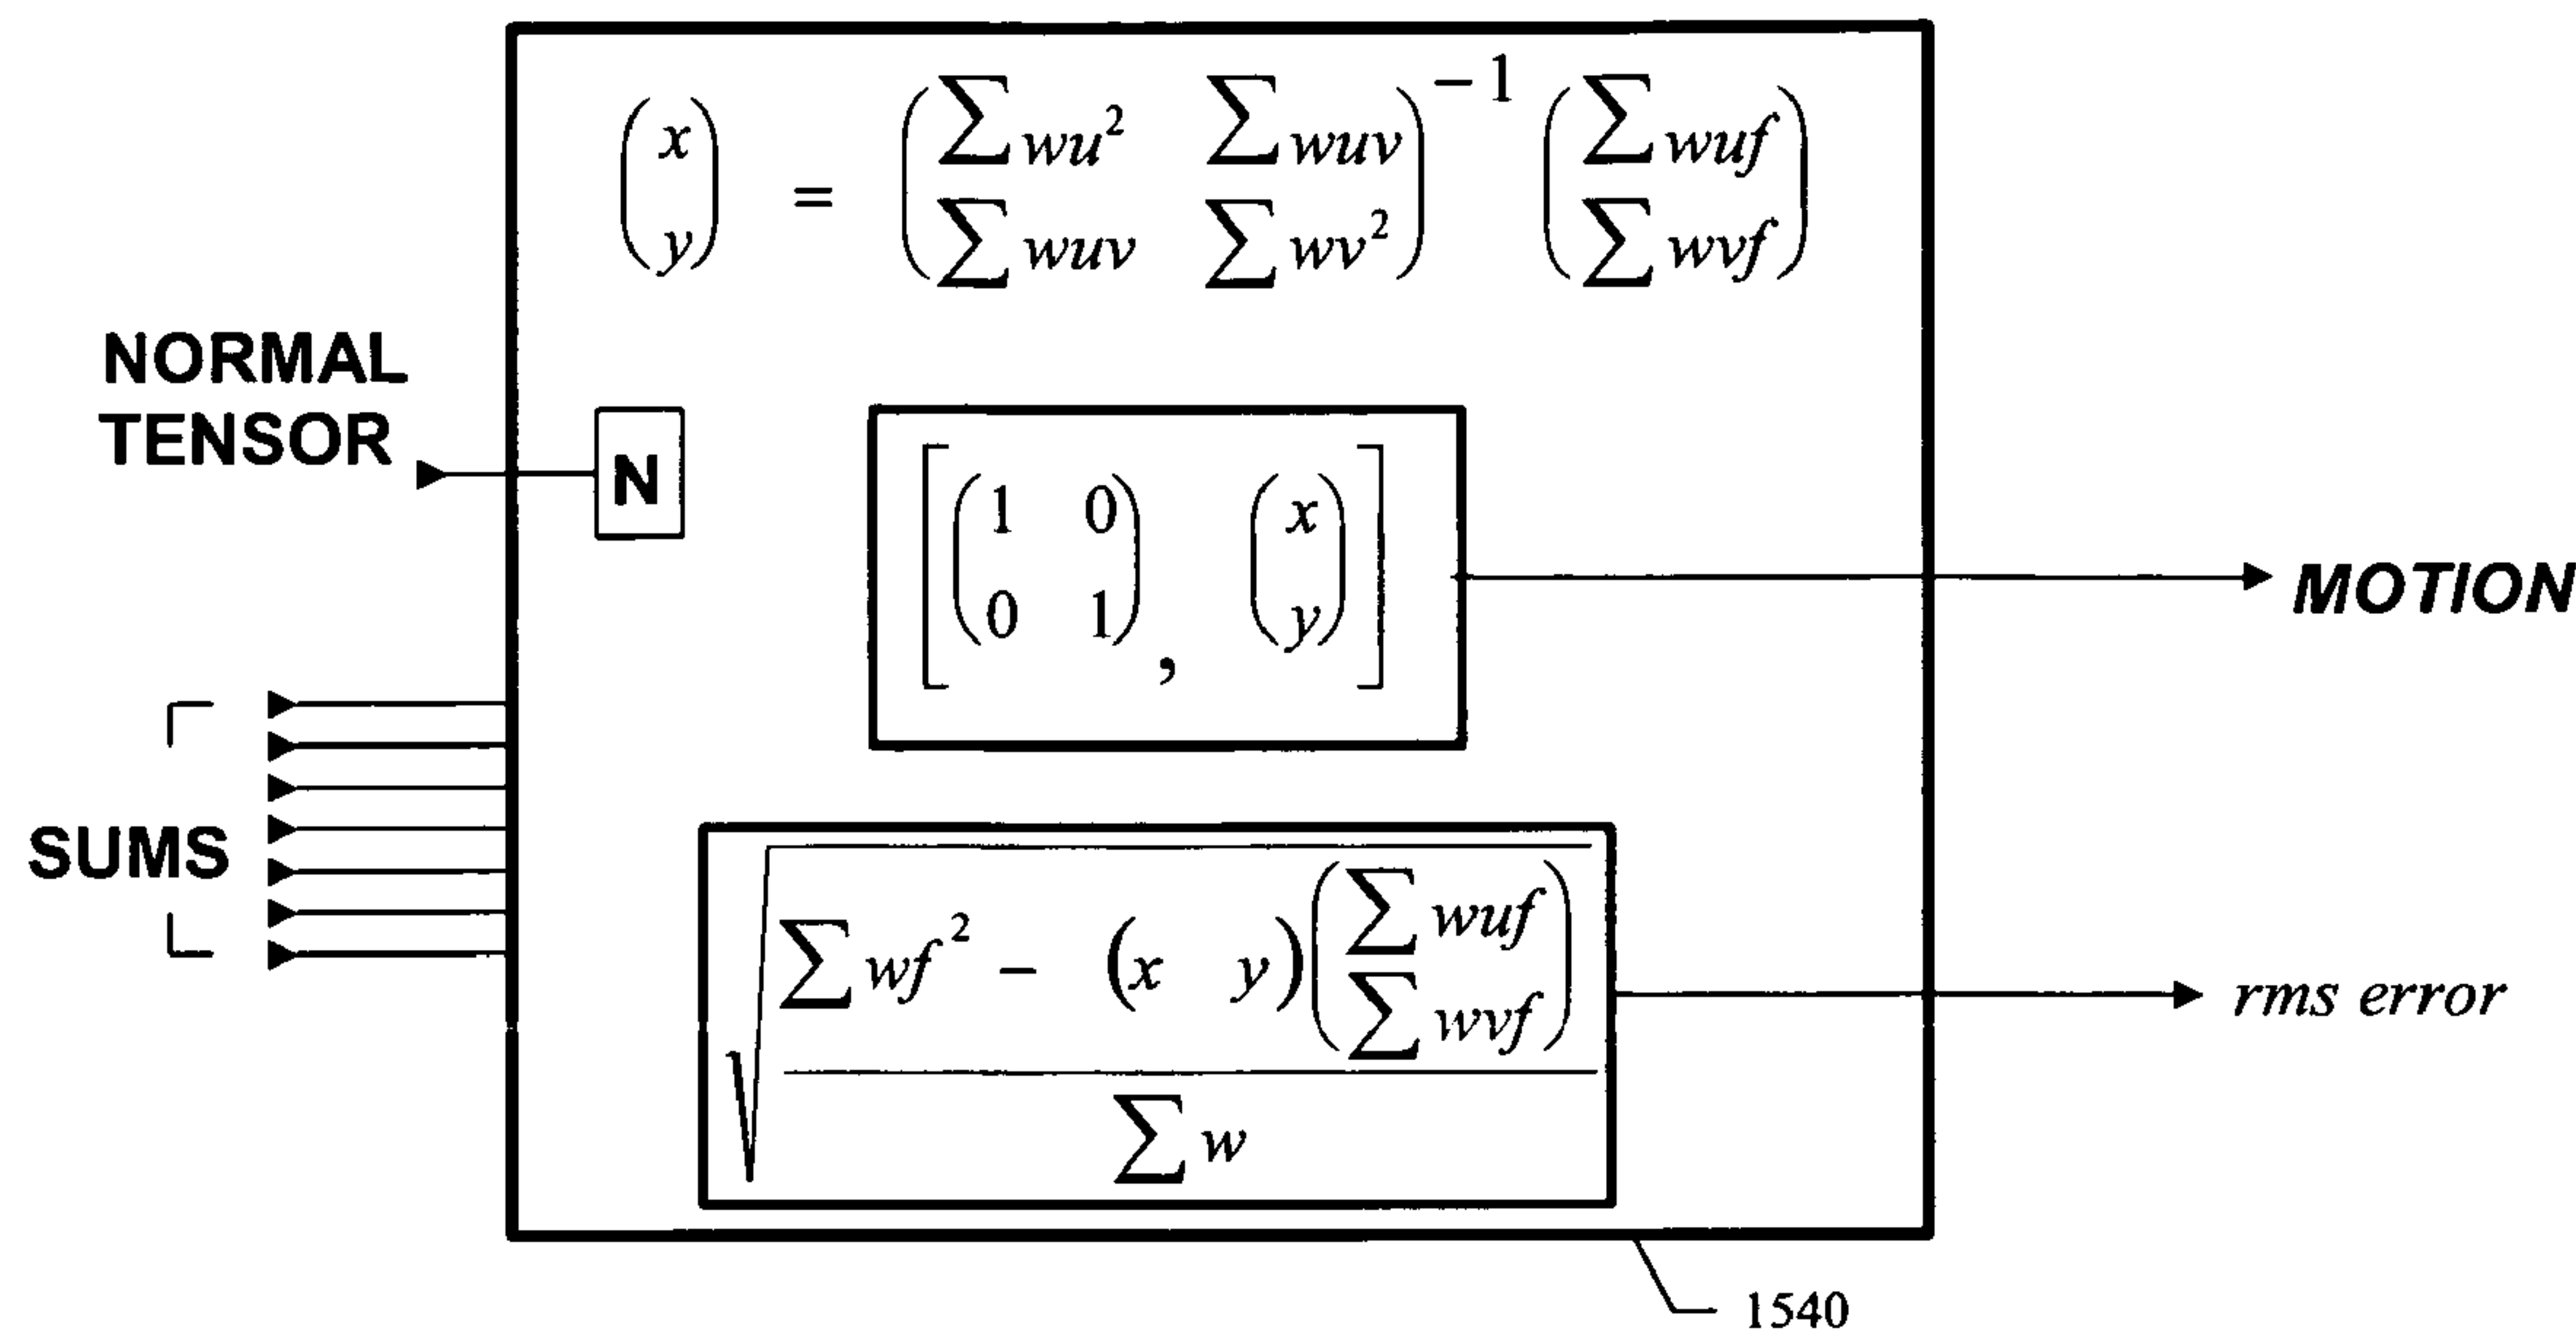 (x y) = (∑wu² ∑wuv ∑wuv ∑wv²)⁻¹ (∑wuf ∑wvf)
NORMAL
TENSOR
N
[(1 0 0 1), (x y)]
MOTION
SUMS
√((∑wf² − (x y)(∑wuf ∑wvf)) / ∑w)
rms error
1540